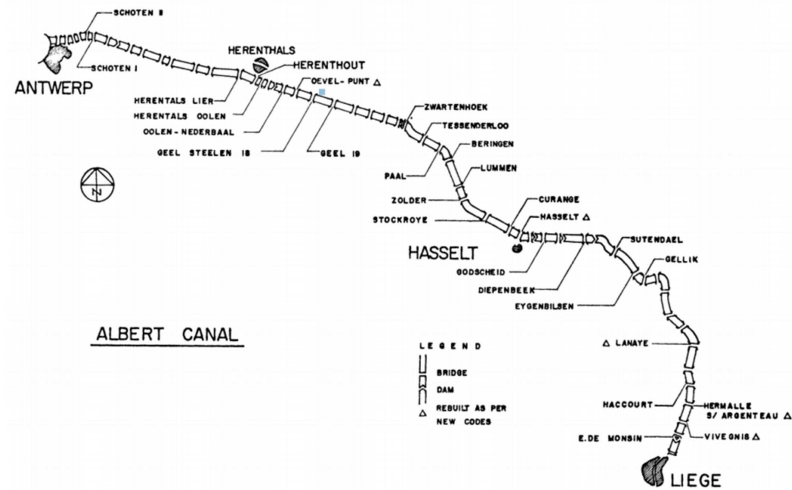 SCHOTEN II
ANTWERP
SCHOTEN I
HERENTHALS
HERENTHOUT
OEVEL-PUNT △
HERENTALS LIER
HERENTALS OOLEN
OOLEN-NEDERBAAL
GEEL STEELEN 18
GEEL 19
ZWARTENHOEK
TESSENDERLOO
BERINGEN
PAAL
LUMMEN
ZOLDER
CURANGE
STOCKROYE
HASSELT △
HASSELT
SUTENDAEL
GELLIK
GODSCHEID
DIEPENBEEK
EYGENBILSEN
N
ALBERT CANAL
LEGEND
BRIDGE
DAM
△ REBUILT AS PER
NEW CODES
△ LANAYE
HACCOURT
HERMALLE
S/ ARGENTEAU △
E. DE MONSIN
VIVEGNIS △
LIEGE